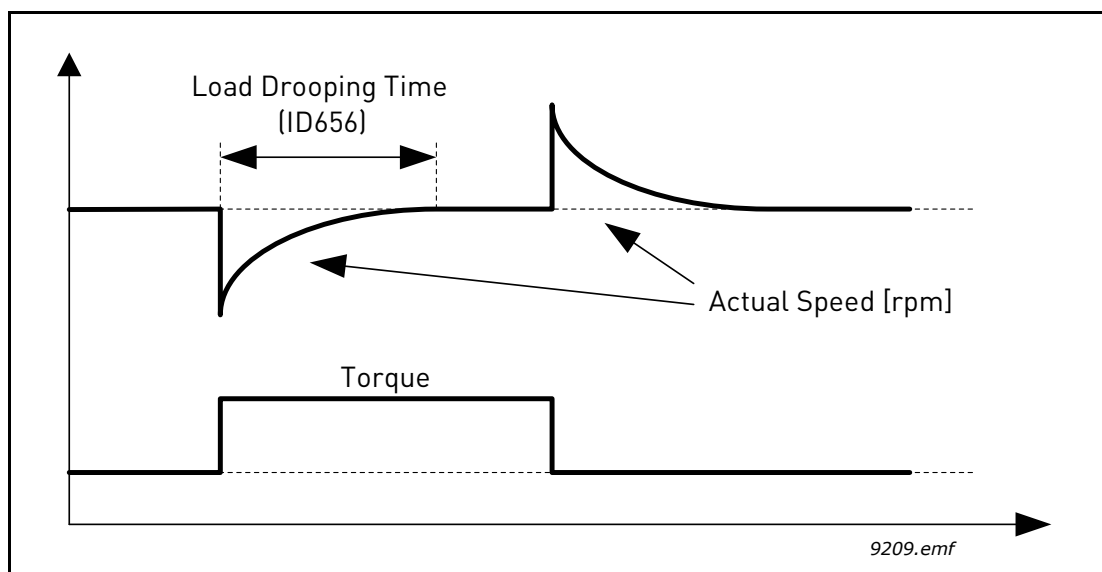 Load Drooping Time
(ID656)
Actual Speed [rpm]
Torque
9209.emf